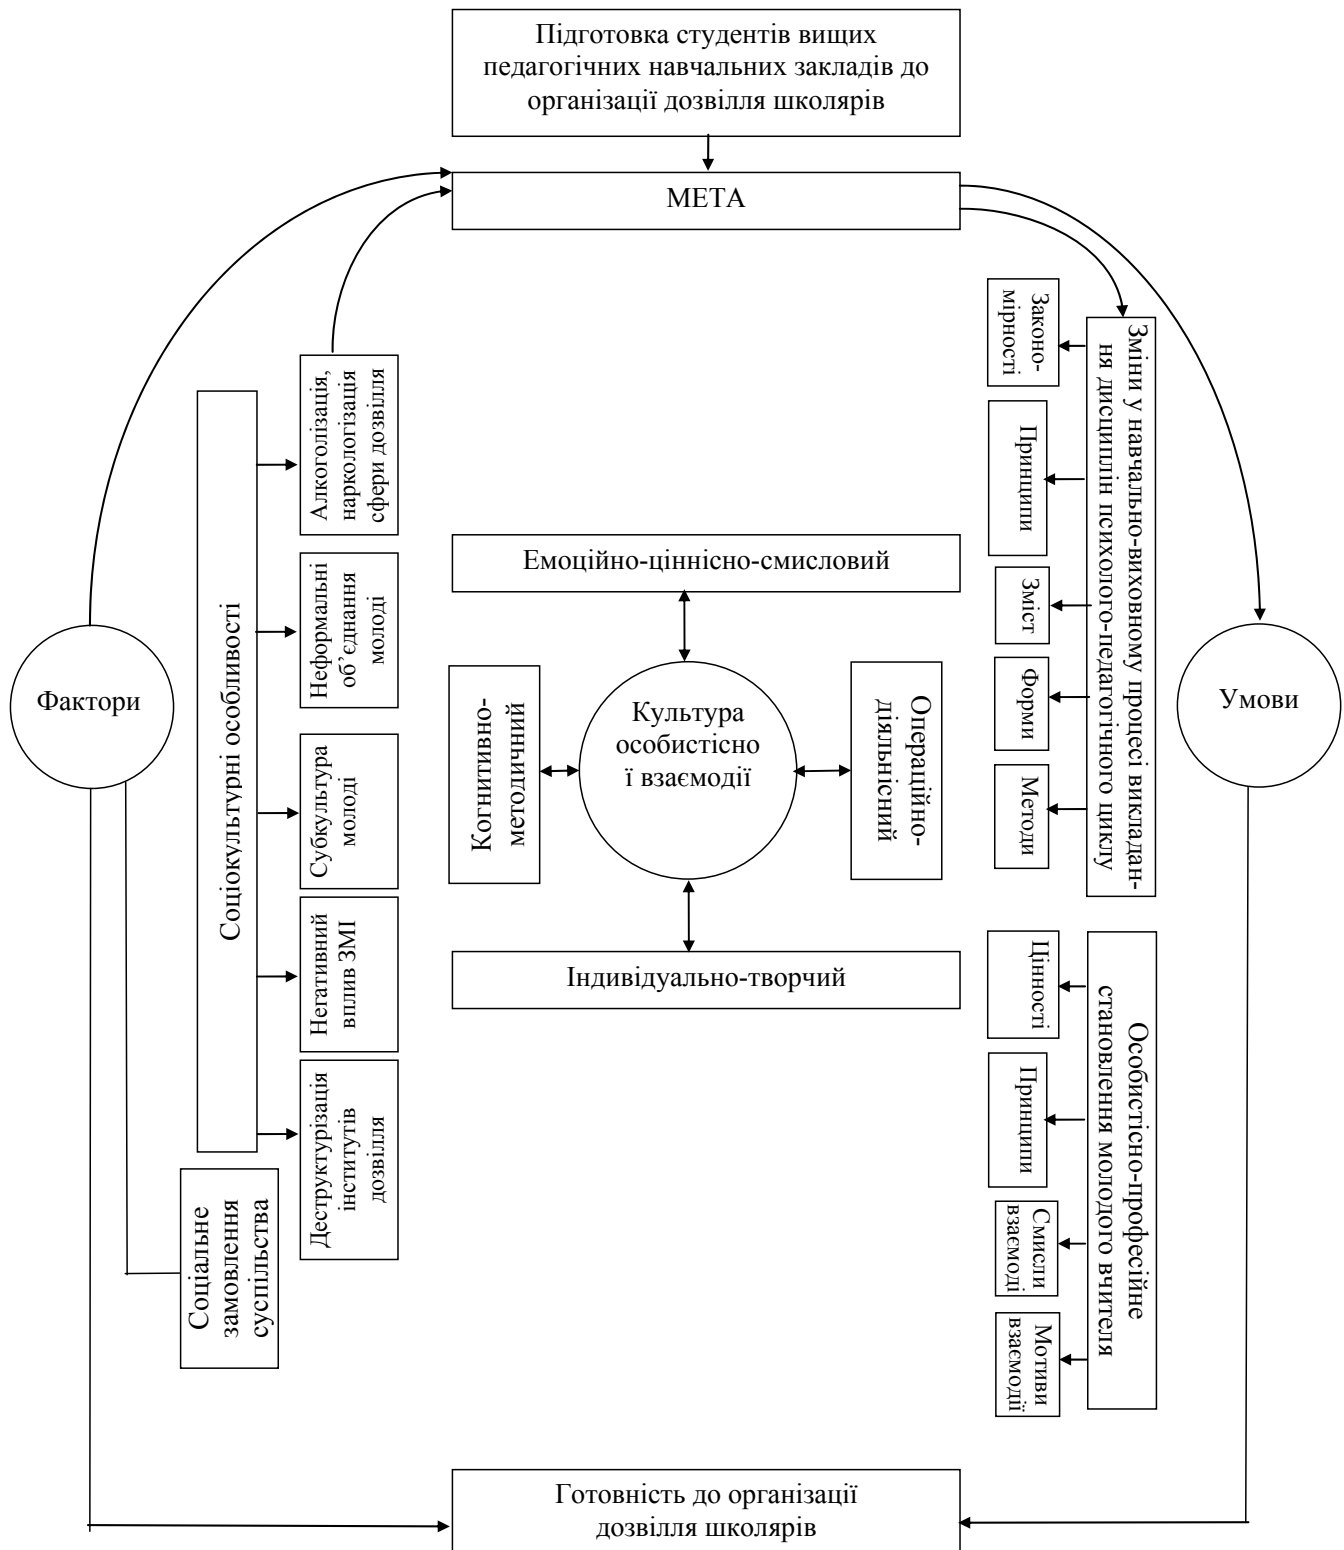 Підготовка студентів вищих
педагогічних навчальних закладів до
організації дозвілля школярів
МЕТА
Фактори
Соціокультурні особливості
Алкоголізація,
наркологізація
сфери дозвілля
Неформальні
об’єднання
молоді
Субкультура
молоді
Негативний
вплив ЗМІ
Деструктурізація
інститутів
дозвілля
Соціальне
замовлення
суспільства
Емоційно-ціннісно-смисловий
Когнитивно-
методичний
Культура
особистісно
ї взаємодії
Операційно-
діяльнісний
Індивідуально-творчий
Законо-
мірності
Принципи
Зміст
Форми
Методи
Зміни у навчально-виховному процесі викладан-
ня дисциплін психолого-педагогічного циклу
Цінності
Принципи
Смисли
взаємоді
Мотиви
взаємодії
Особистісно-професійне
становлення молодого вчителя
Умови
Готовність до організації
дозвілля школярів